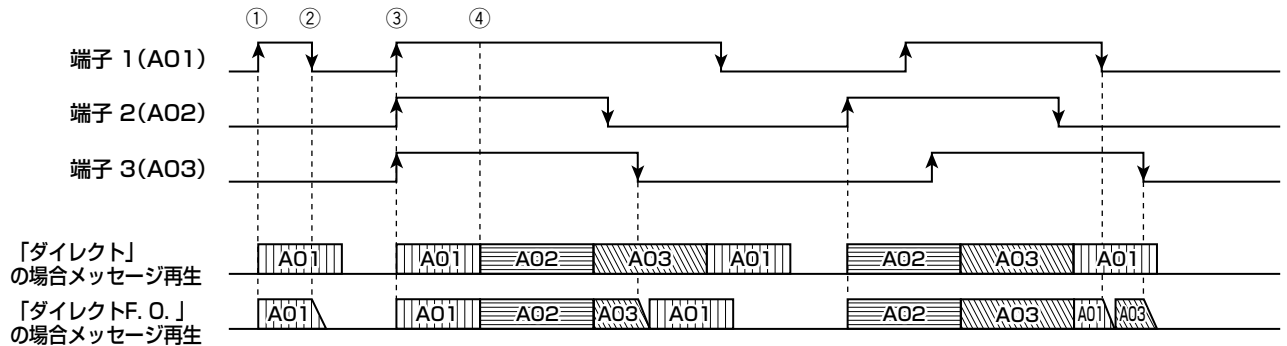 ① ② ③ ④
端子 1(A01)
端子 2(A02)
端子 3(A03)
「ダイレクト」
の場合メッセージ再生
A01 A01 A02 A03 A01 A02 A03 A01
「ダイレクトF. O. 」
の場合メッセージ再生
A01 A01 A02 A03 A01 A02 A03 A01 A03